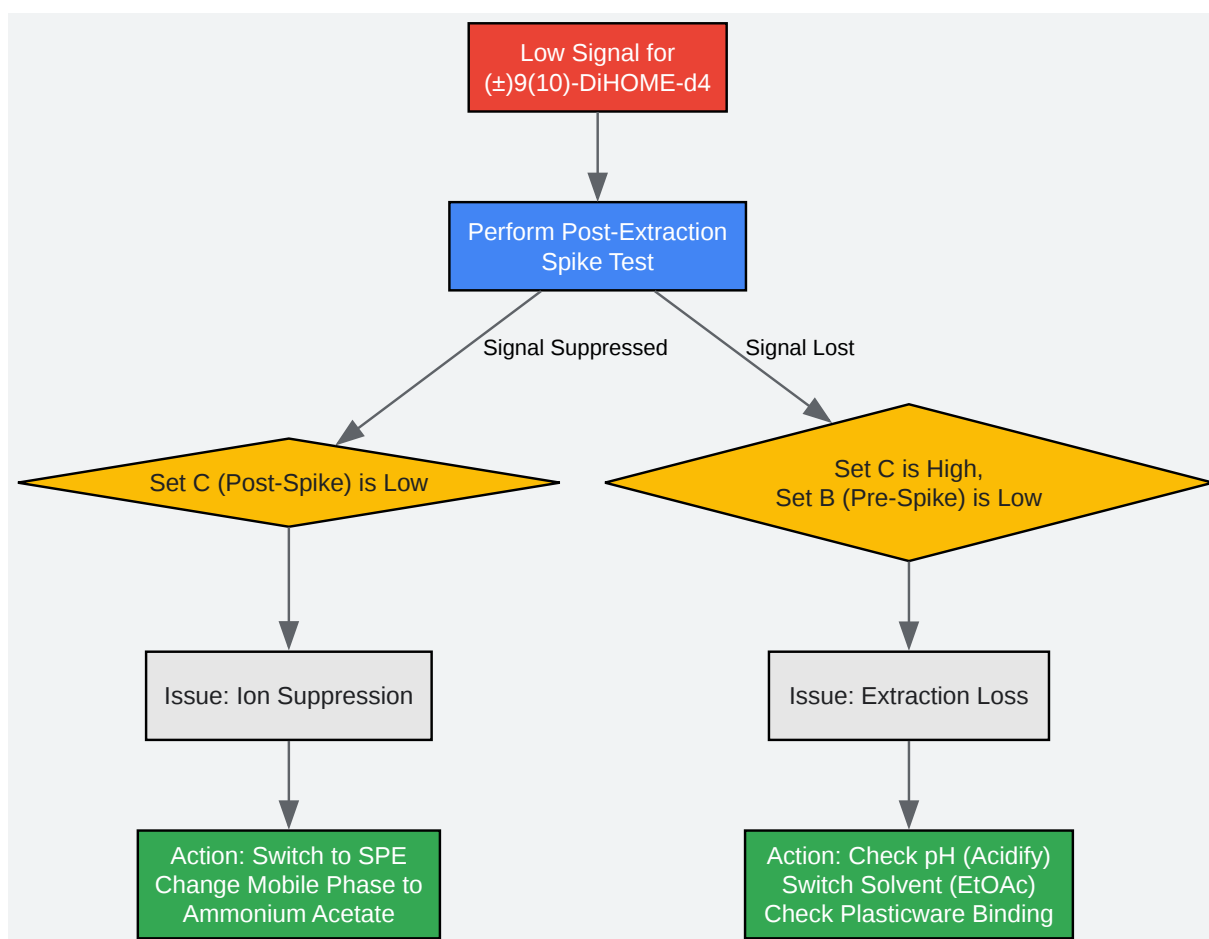 Low Signal for
(±)9(10)-DiHOME-d4
Perform Post-Extraction
Spike Test
Signal Suppressed
Signal Lost
Set C (Post-Spike) is Low
Set C is High,
Set B (Pre-Spike) is Low
Issue: Ion Suppression
Issue: Extraction Loss
Action: Switch to SPE
Change Mobile Phase to
Ammonium Acetate
Action: Check pH (Acidify)
Switch Solvent (EtOAc)
Check Plasticware Binding